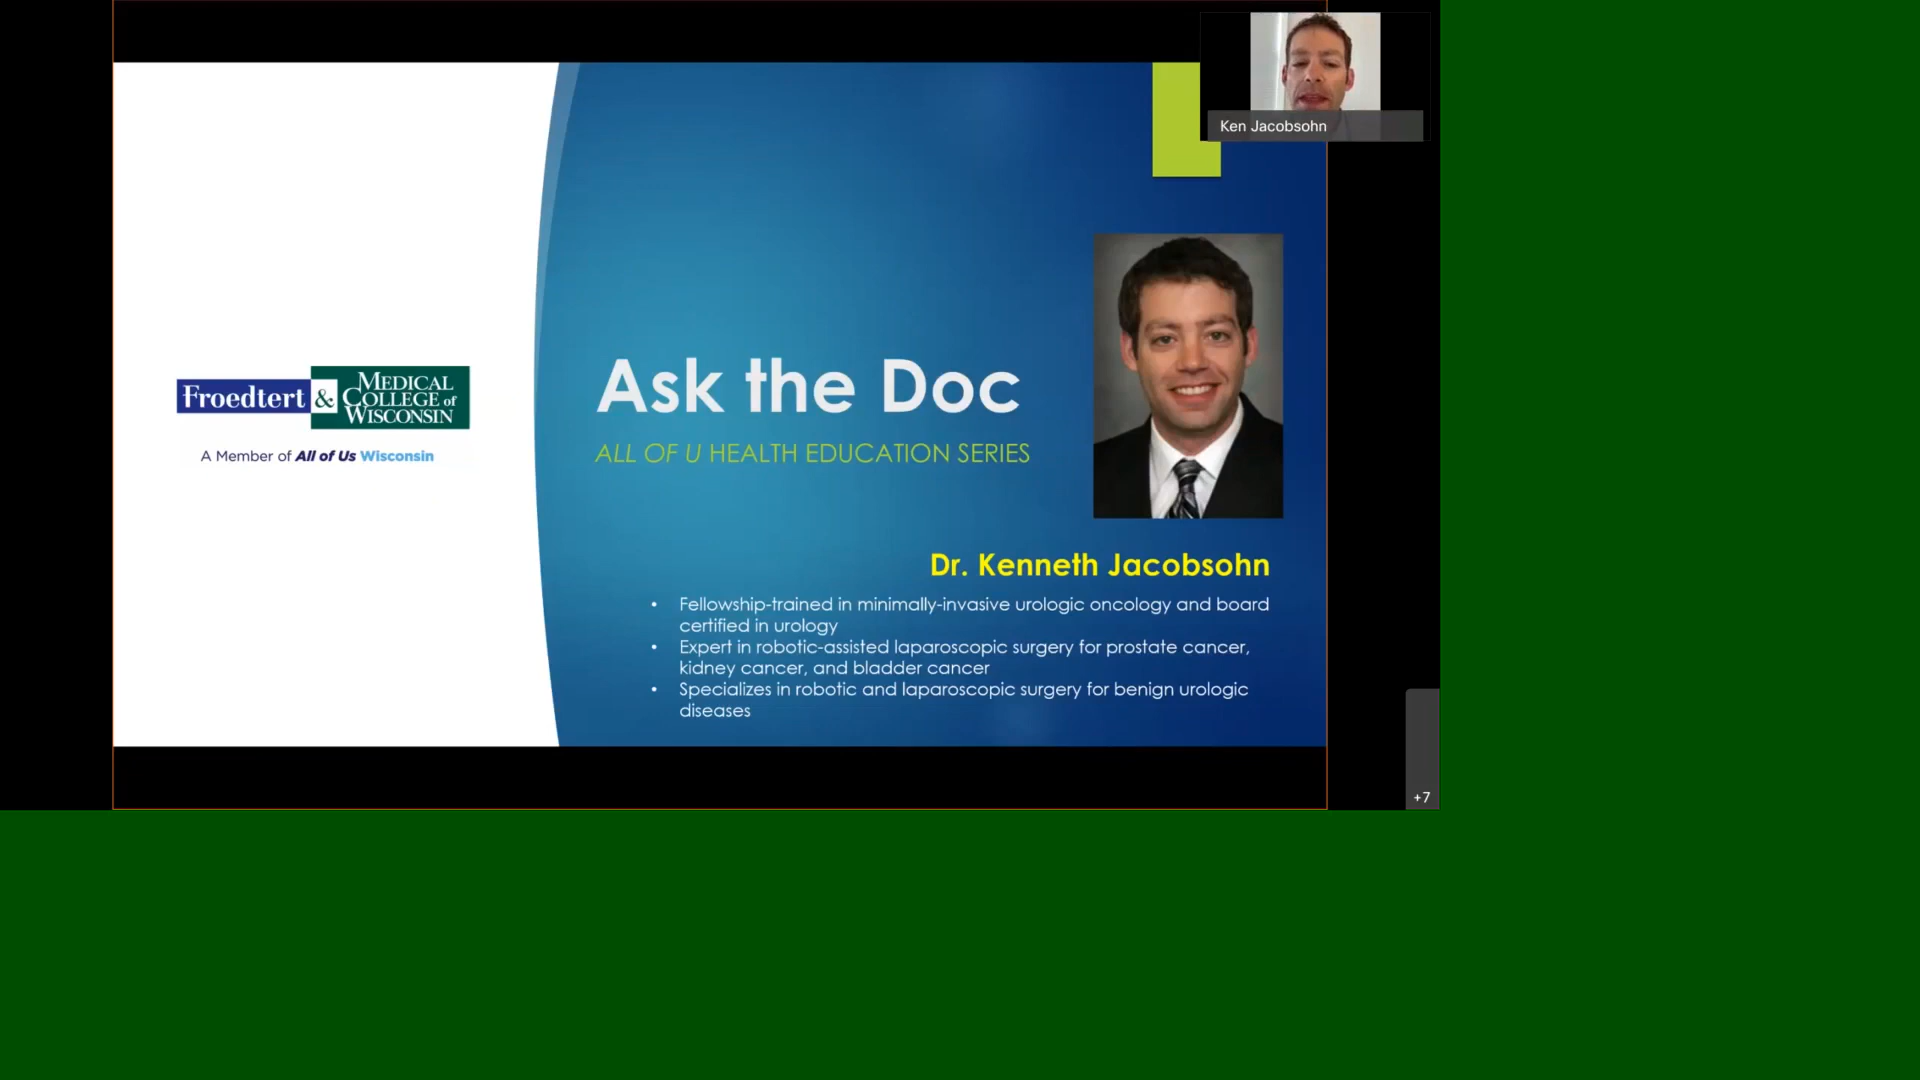 Ken Jacobsohn
Froedtert & MEDICAL
COLLEGE of
WISCONSIN
A Member of All of Us Wisconsin
Ask the Doc
ALL OF U HEALTH EDUCATION SERIES
Dr. Kenneth Jacobsohn
• Fellowship-trained in minimally-invasive urologic oncology and board
certified in urology
• Expert in robotic-assisted laparoscopic surgery for prostate cancer,
kidney cancer, and bladder cancer
• Specializes in robotic and laparoscopic surgery for benign urologic
diseases
+7